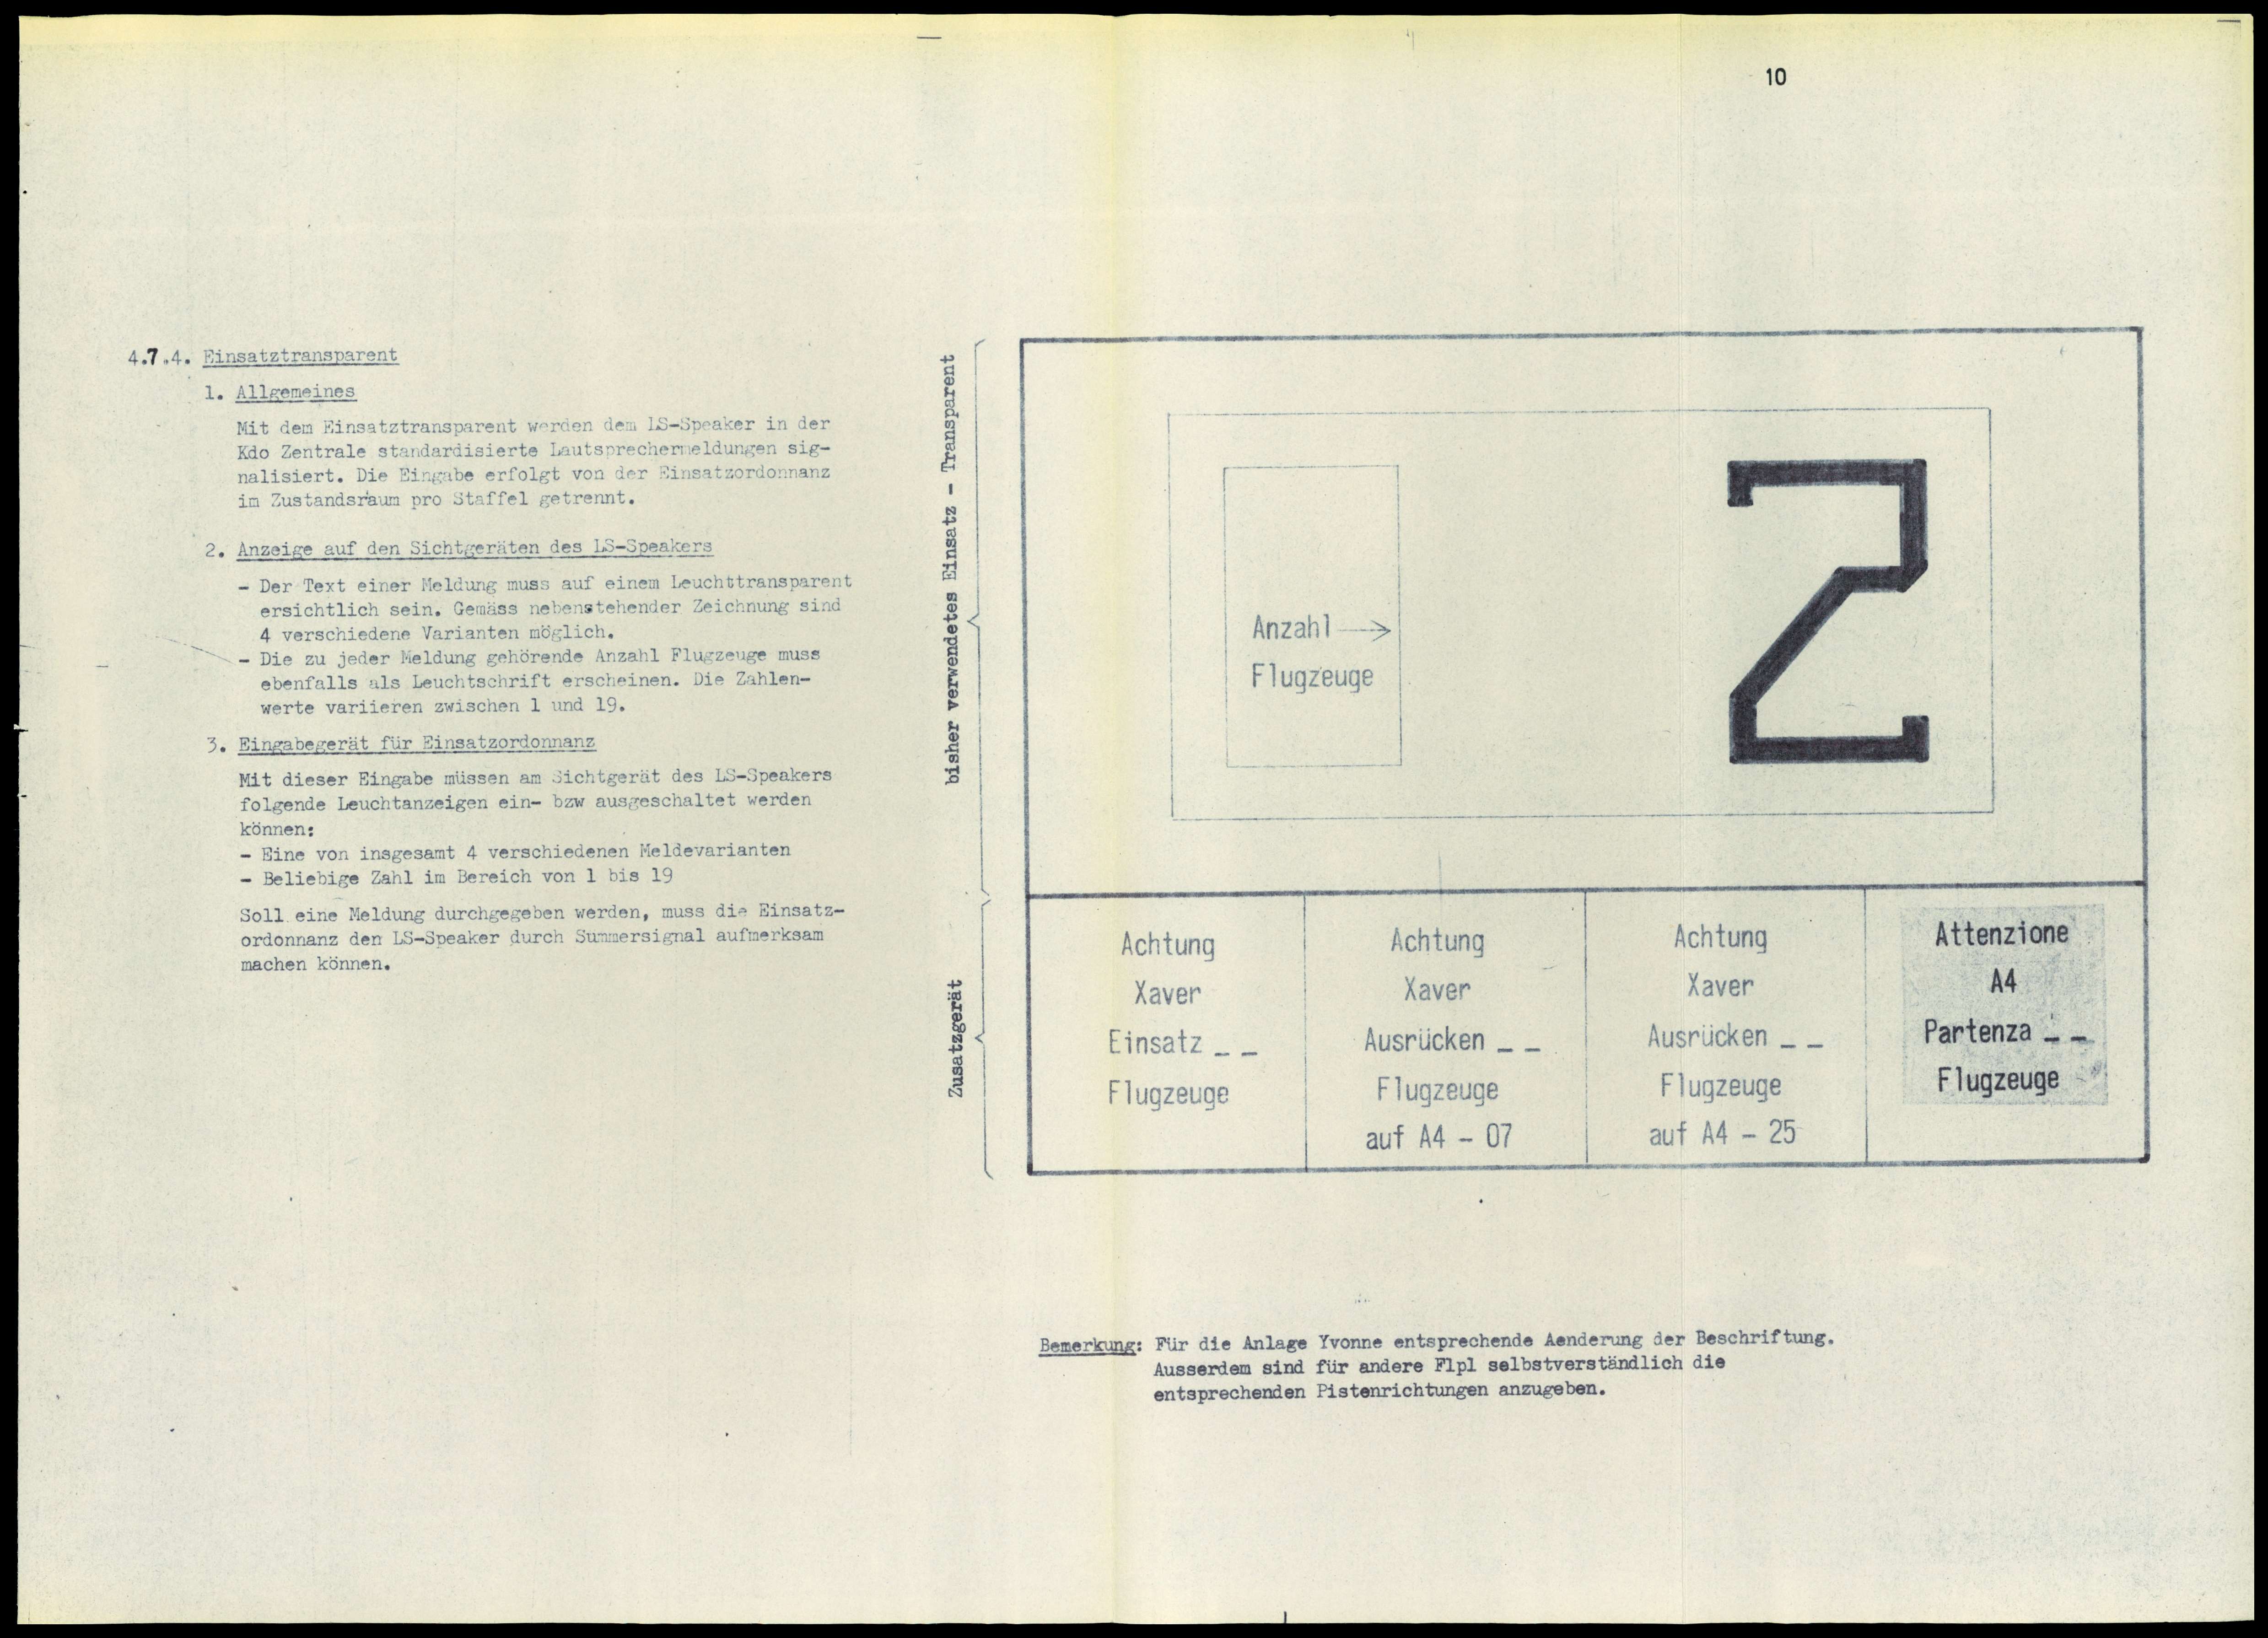 10
4.7.4. Einsatztransparent
1. Allgemeines
Mit dem Einsatztransparent werden dem LS-Speaker in der
Kdo Zentrale standardisierte Lautsprechermeldungen sig-
nalisiert. Die Eingabe erfolgt von der Einsatzordonnanz
im Zustandsraum pro Staffel getrennt.
2. Anzeige auf den Sichtgeräten des LS-Speakers
- Der Text einer Meldung muss auf einem Leuchttransparent
ersichtlich sein. Gemäss nebenstehender Zeichnung sind
4 verschiedene Varianten möglich.
- Die zu jeder Meldung gehörende Anzahl Flugzeuge muss
ebenfalls als Leuchtschrift erscheinen. Die Zahlen-
werte variieren zwischen 1 und 19.
3. Eingabegerät für Einsatzordonnanz
Mit dieser Eingabe müssen am Sichtgerät des LS-Speakers
folgende Leuchtanzeigen ein- bzw ausgeschaltet werden
können:
- Eine von insgesamt 4 verschiedenen Meldevarianten
- Beliebige Zahl im Bereich von 1 bis 19
Soll eine Meldung durchgegeben werden, muss die Einsatz-
ordonnanz den LS-Speaker durch Summersignal aufmerksam
machen können.
bisher verwendetes Einsatz - Transparent
Zusatzgerät
Anzahl →
Flugzeuge
2
Achtung
Xaver
Einsatz _ _
Flugzeuge
Achtung
Xaver
Ausrücken _ _
Flugzeuge
auf A4 - 07
Achtung
Xaver
Ausrücken _ _
Flugzeuge
auf A4 - 25
Attenzione
A4
Partenza _ _
Flugzeuge
Bemerkung: Für die Anlage Yvonne entsprechende Aenderung der Beschriftung.
Ausserdem sind für andere Flpl selbstverständlich die
entsprechenden Pistenrichtungen anzugeben.